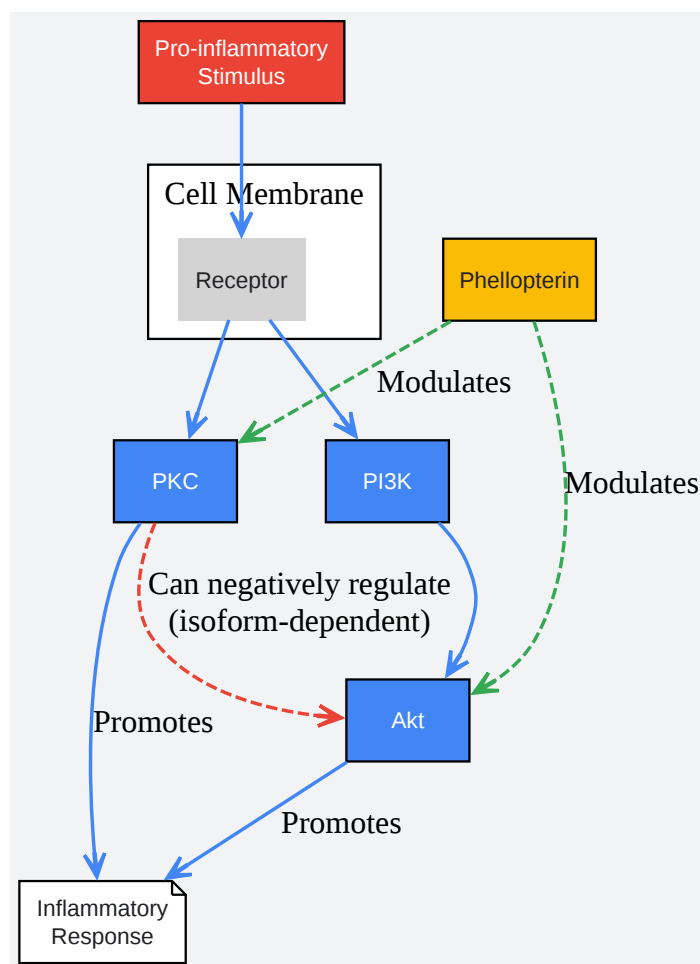 Pro-inflammatory
Stimulus
Cell Membrane
Receptor
Phellopterin
Modulates
PKC
PI3K
Modulates
Can negatively regulate
(isoform-dependent)
Akt
Promotes
Promotes
Inflammatory
Response